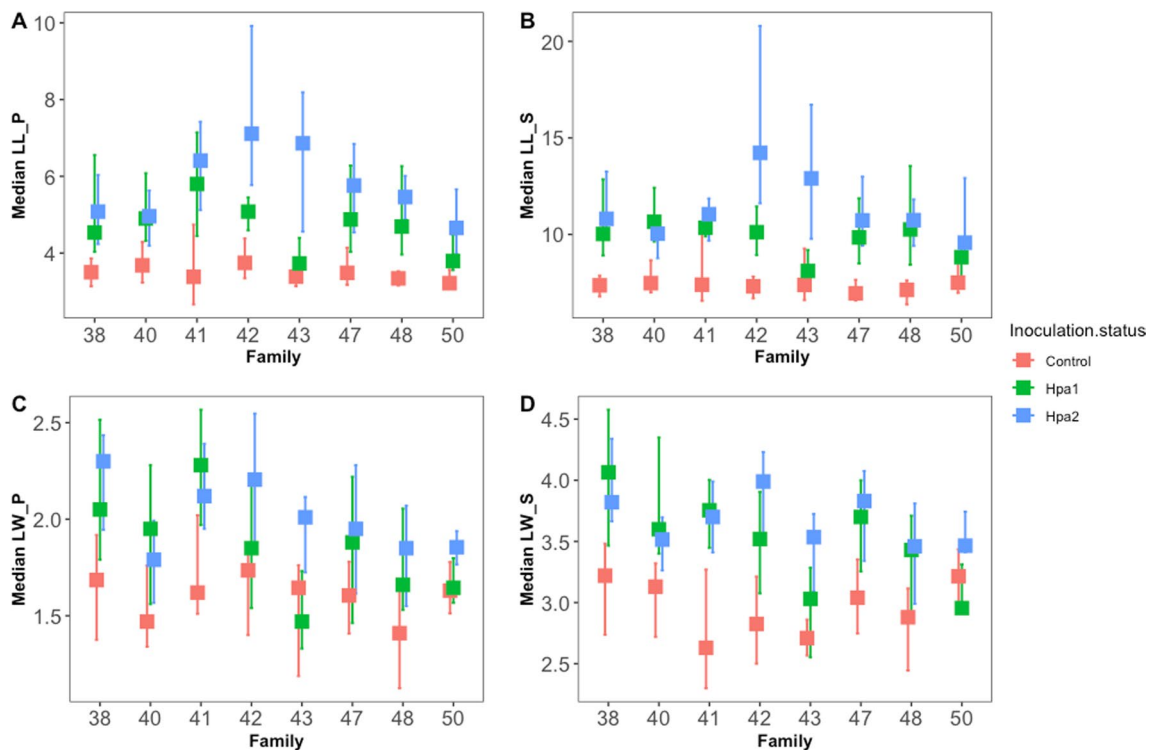 A
Median LL_P
10
8
6
4
38 40 41 42 43 47 48 50
Family
B
Median LL_S
20
15
10
38 40 41 42 43 47 48 50
Family
Inoculation.status
Control
Hpa1
Hpa2
C
Median LW_P
2.5
2.0
1.5
38 40 41 42 43 47 48 50
Family
D
Median LW_S
4.5
4.0
3.5
3.0
2.5
38 40 41 42 43 47 48 50
Family